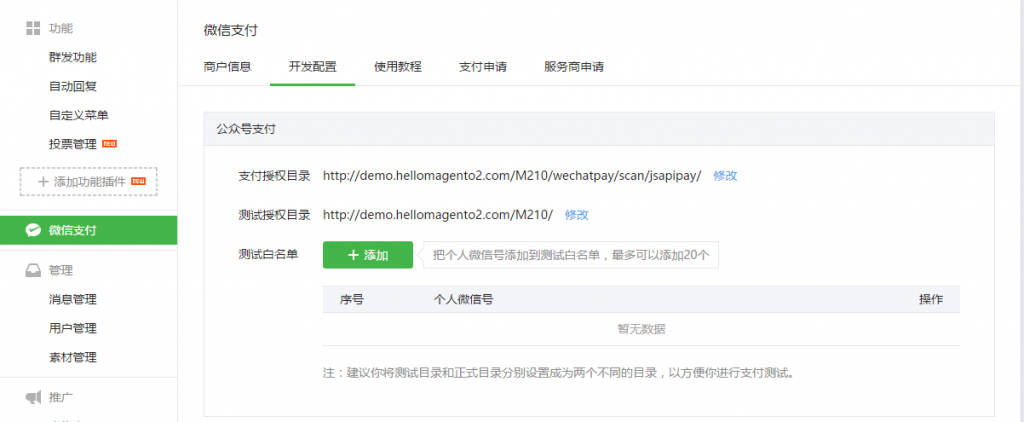 功能
群发功能
自动回复
自定义菜单
投票管理 new
+ 添加功能插件 new
微信支付
管理
消息管理
用户管理
素材管理
推广
微信支付
商户信息 开发配置 使用教程 支付申请 服务商申请
公众号支付
支付授权目录 http://demo.hellomagento2.com/M210/wechatpay/scan/jsapipay/ 修改
测试授权目录 http://demo.hellomagento2.com/M210/ 修改
测试白名单 + 添加 把个人微信号添加到测试白名单，最多可以添加20个
序号 个人微信号 操作
暂无数据
注：建议你将测试目录和正式目录分别设置成为两个不同的目录，以方便你进行支付测试。